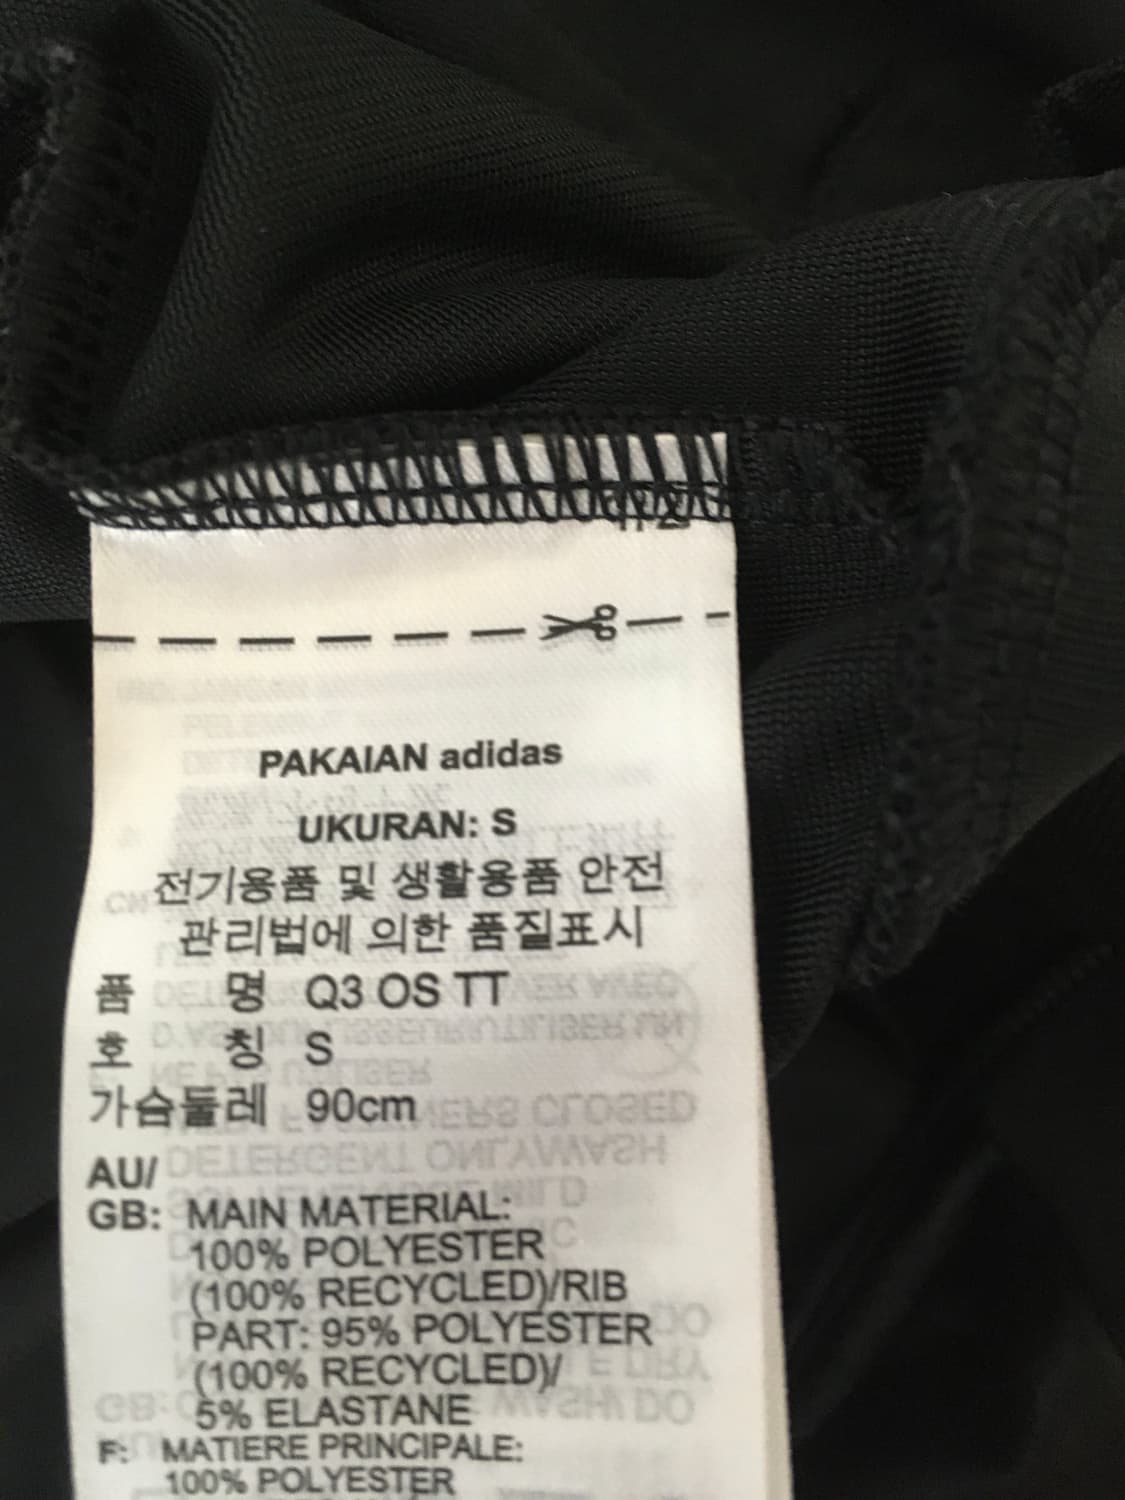 PAKAIAN adidas
UKURAN: S
전기용품 및 생활용품 안전
관리법에 의한 품질표시
품 명 Q3 OS TT
호 칭 S
가슴둘레 90cm
AU/
GB: MAIN MATERIAL:
100% POLYESTER
(100% RECYCLED)/RIB
PART: 95% POLYESTER
(100% RECYCLED)/
5% ELASTANE
F: MATIERE PRINCIPALE:
100% POLYESTER